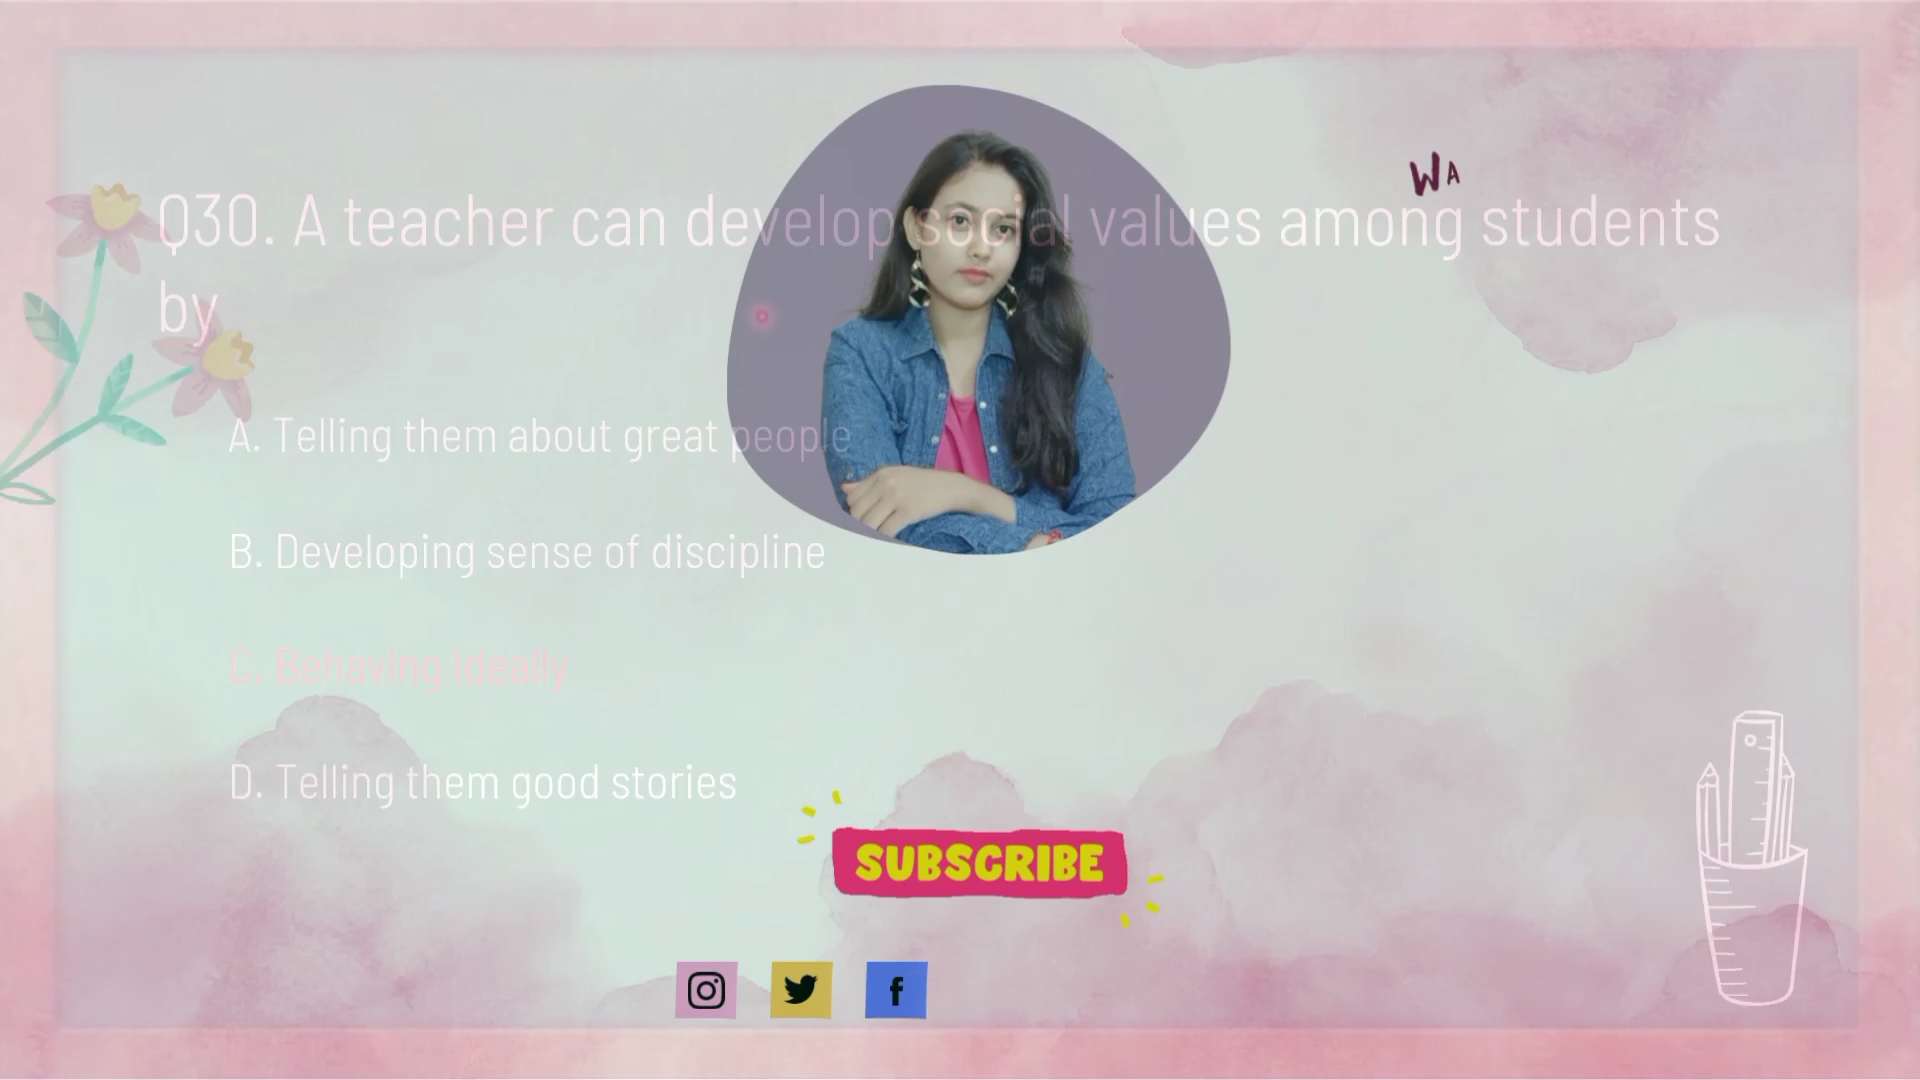 WA
Q30. A teacher can develop social values among students
by
A. Telling them about great people
B. Developing sense of discipline
C. Behaving Ideally
D. Telling them good stories
SUBSCRIBE